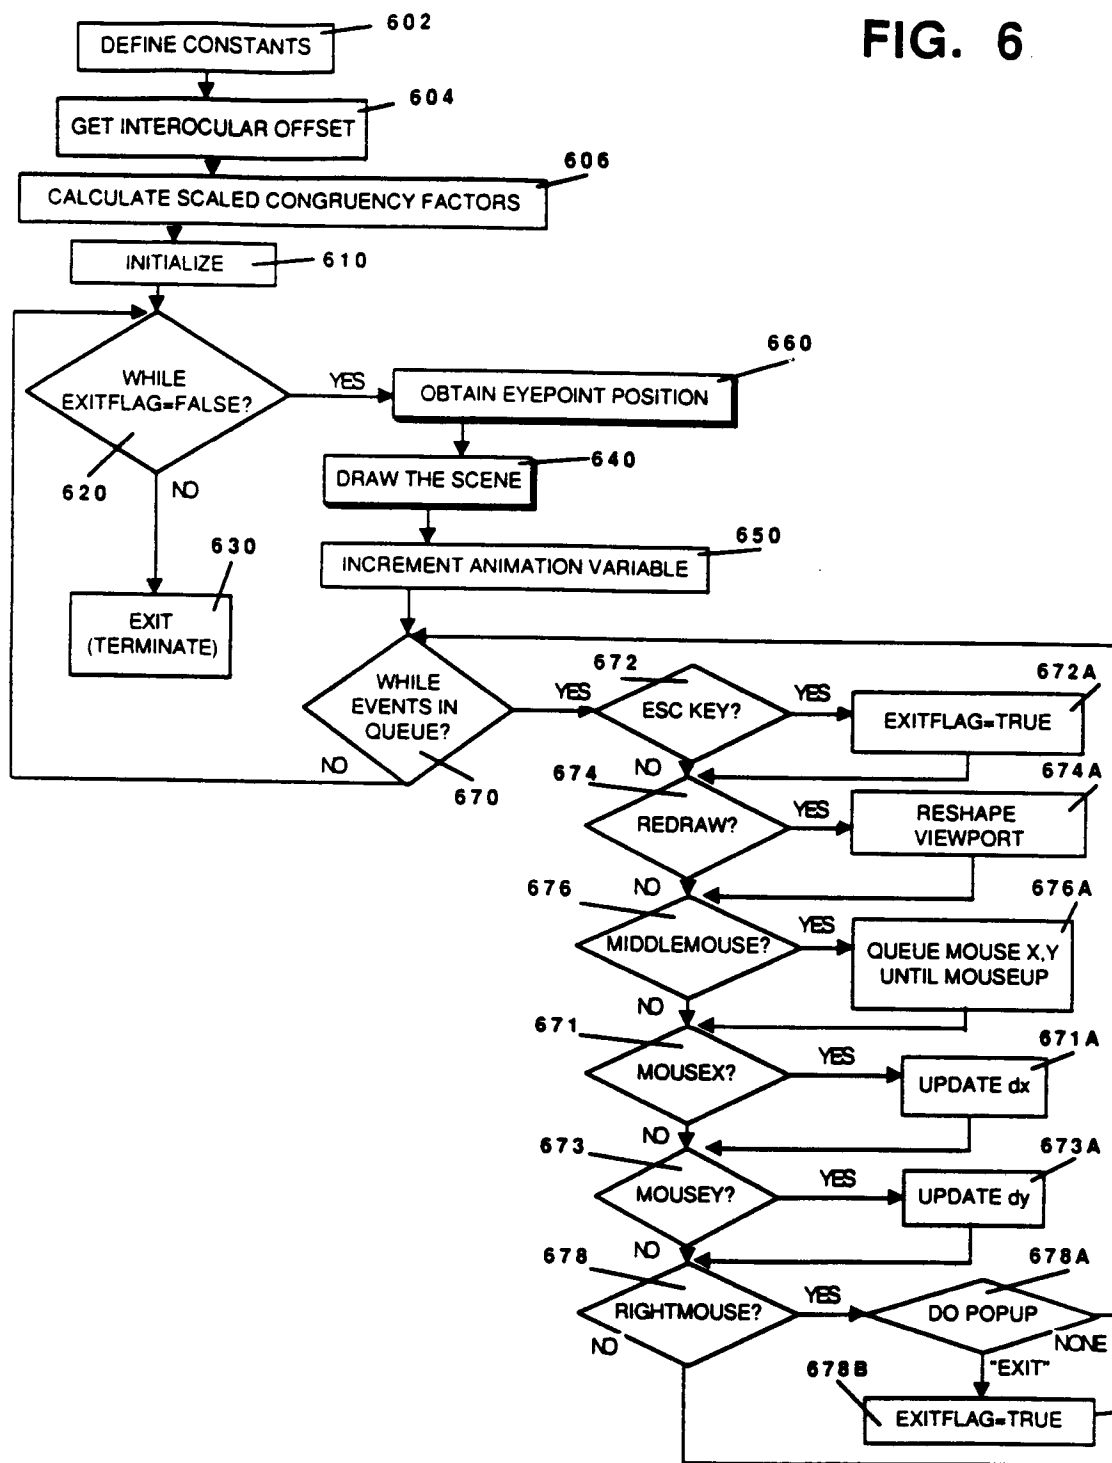 FIG. 6
602
DEFINE CONSTANTS
604
GET INTEROCULAR OFFSET
606
CALCULATE SCALED CONGRUENCY FACTORS
INITIALIZE
610
WHILE
EXITFLAG=FALSE?
YES
660
OBTAIN EYEPOINT POSITION
620
NO
DRAW THE SCENE
640
630
EXIT
(TERMINATE)
650
INCREMENT ANIMATION VARIABLE
WHILE
EVENTS IN
QUEUE?
YES
NO
670
672
ESC KEY?
YES
672A
EXITFLAG=TRUE
NO
674
REDRAW?
YES
674A
RESHAPE
VIEWPORT
NO
676
MIDDLEMOUSE?
YES
676A
QUEUE MOUSE X,Y
UNTIL MOUSEUP
NO
671
MOUSEX?
YES
671A
UPDATE dx
NO
673
MOUSEY?
YES
673A
UPDATE dy
NO
678
RIGHTMOUSE?
YES
678A
DO POPUP
NO
NONE
"EXIT"
678B
EXITFLAG=TRUE